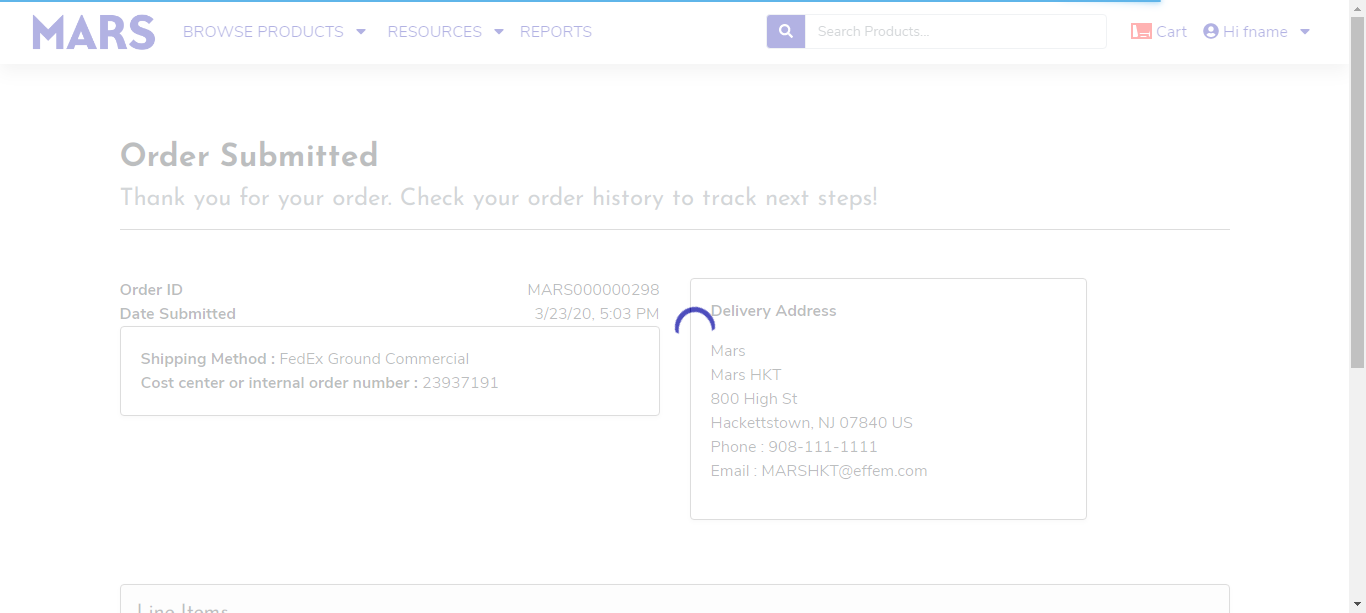 MARS BROWSE PRODUCTS RESOURCES REPORTS Search Products... Cart Hi fname
Order Submitted
Thank you for your order. Check your order history to track next steps!
Order ID MARS000000298
Date Submitted 3/23/20, 5:03 PM
Shipping Method : FedEx Ground Commercial
Cost center or internal order number : 23937191
Delivery Address
Mars
Mars HKT
800 High St
Hackettstown, NJ 07840 US
Phone : 908-111-1111
Email : MARSHKT@effem.com
Line Items